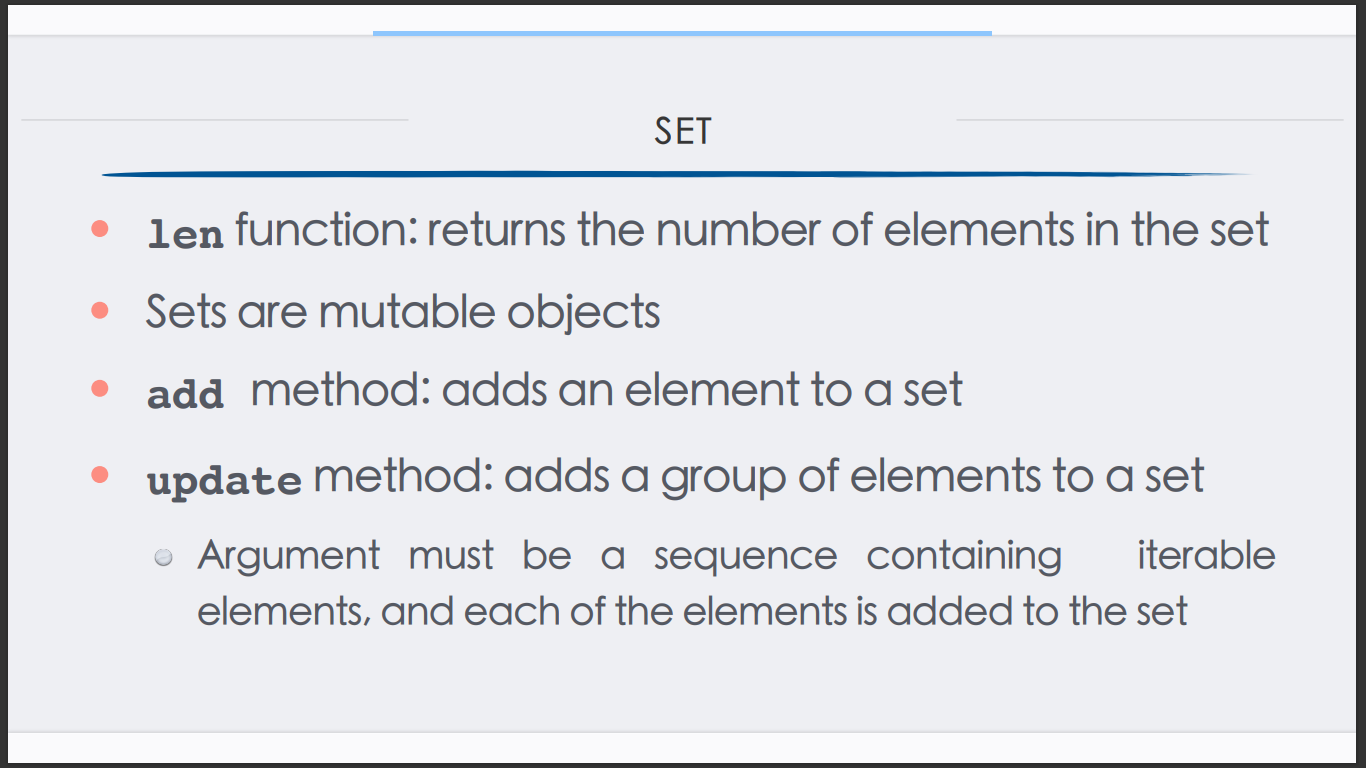 SET
len function: returns the number of elements in the set
Sets are mutable objects
add method: adds an element to a set
update method: adds a group of elements to a set
Argument must be a sequence containing iterable
elements, and each of the elements is added to the set